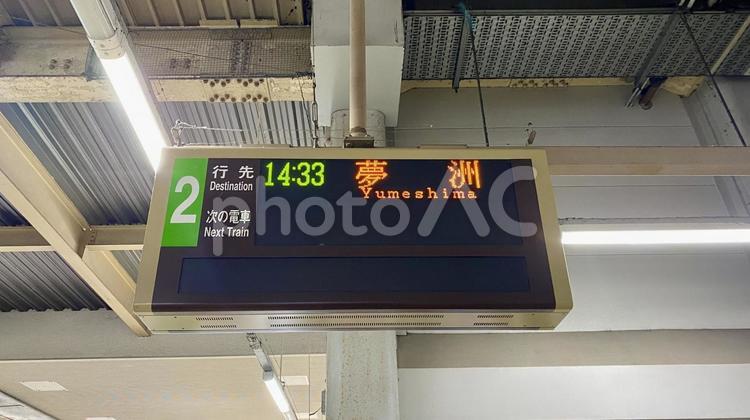 2
行先
Destination
14:33 夢洲
Yumeshima
次の電車
Next Train
photoAC